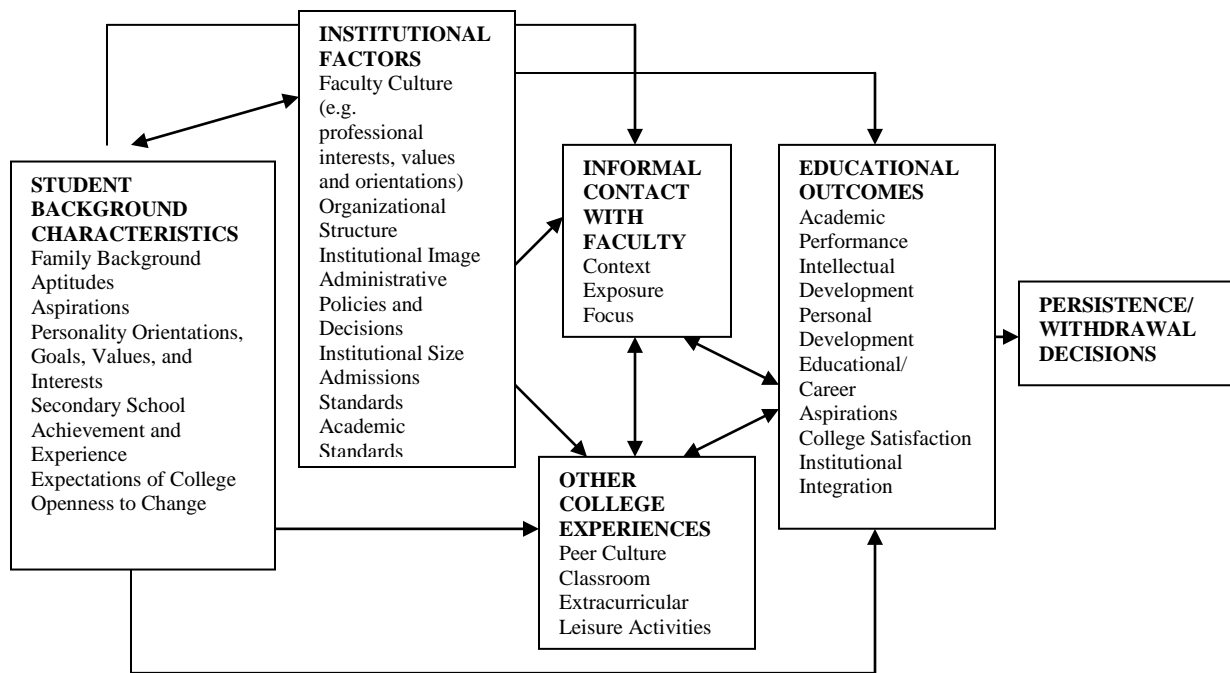 STUDENT
BACKGROUND
CHARACTERISTICS
Family Background
Aptitudes
Aspirations
Personality Orientations,
Goals, Values, and
Interests
Secondary School
Achievement and
Experience
Expectations of College
Openness to Change
INSTITUTIONAL
FACTORS
Faculty Culture
(e.g.
professional
interests, values
and orientations)
Organizational
Structure
Institutional Image
Administrative
Policies and
Decisions
Institutional Size
Admissions
Standards
Academic
Standards
INFORMAL
CONTACT
WITH
FACULTY
Context
Exposure
Focus
OTHER
COLLEGE
EXPERIENCES
Peer Culture
Classroom
Extracurricular
Leisure Activities
EDUCATIONAL
OUTCOMES
Academic
Performance
Intellectual
Development
Personal
Development
Educational/
Career
Aspirations
College Satisfaction
Institutional
Integration
PERSISTENCE/
WITHDRAWAL
DECISIONS